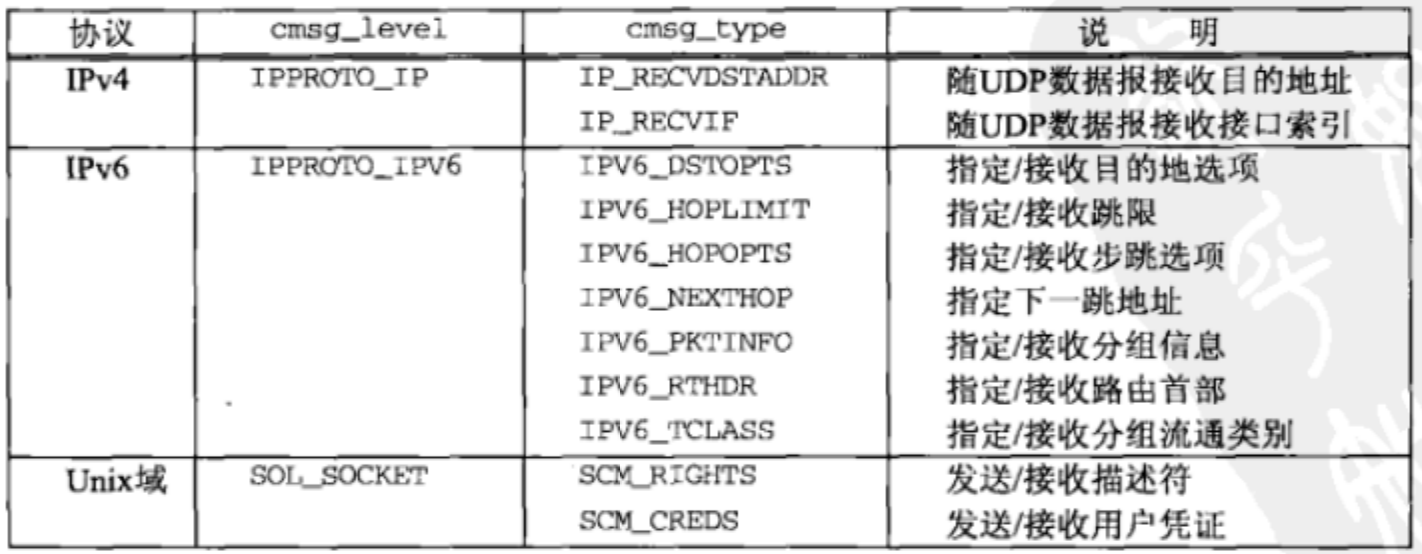 协议 cmsg_level cmsg_type 说 明
IPv4 IPPROTO_IP IP_RECVDSTADDR 随UDP数据报接收目的地址
IP_RECVIF 随UDP数据报接收接口索引
IPv6 IPPROTO_IPV6 IPV6_DSTOPTS 指定/接收目的地选项
IPV6_HOPLIMIT 指定/接收跳限
IPV6_HOPOPTS 指定/接收步跳选项
IPV6_NEXTHOP 指定下一跳地址
IPV6_PKTINFO 指定/接收分组信息
IPV6_RTHDR 指定/接收路由首部
IPV6_TCLASS 指定/接收分组流通类别
Unix域 SOL_SOCKET SCM_RIGHTS 发送/接收描述符
SCM_CREDS 发送/接收用户凭证